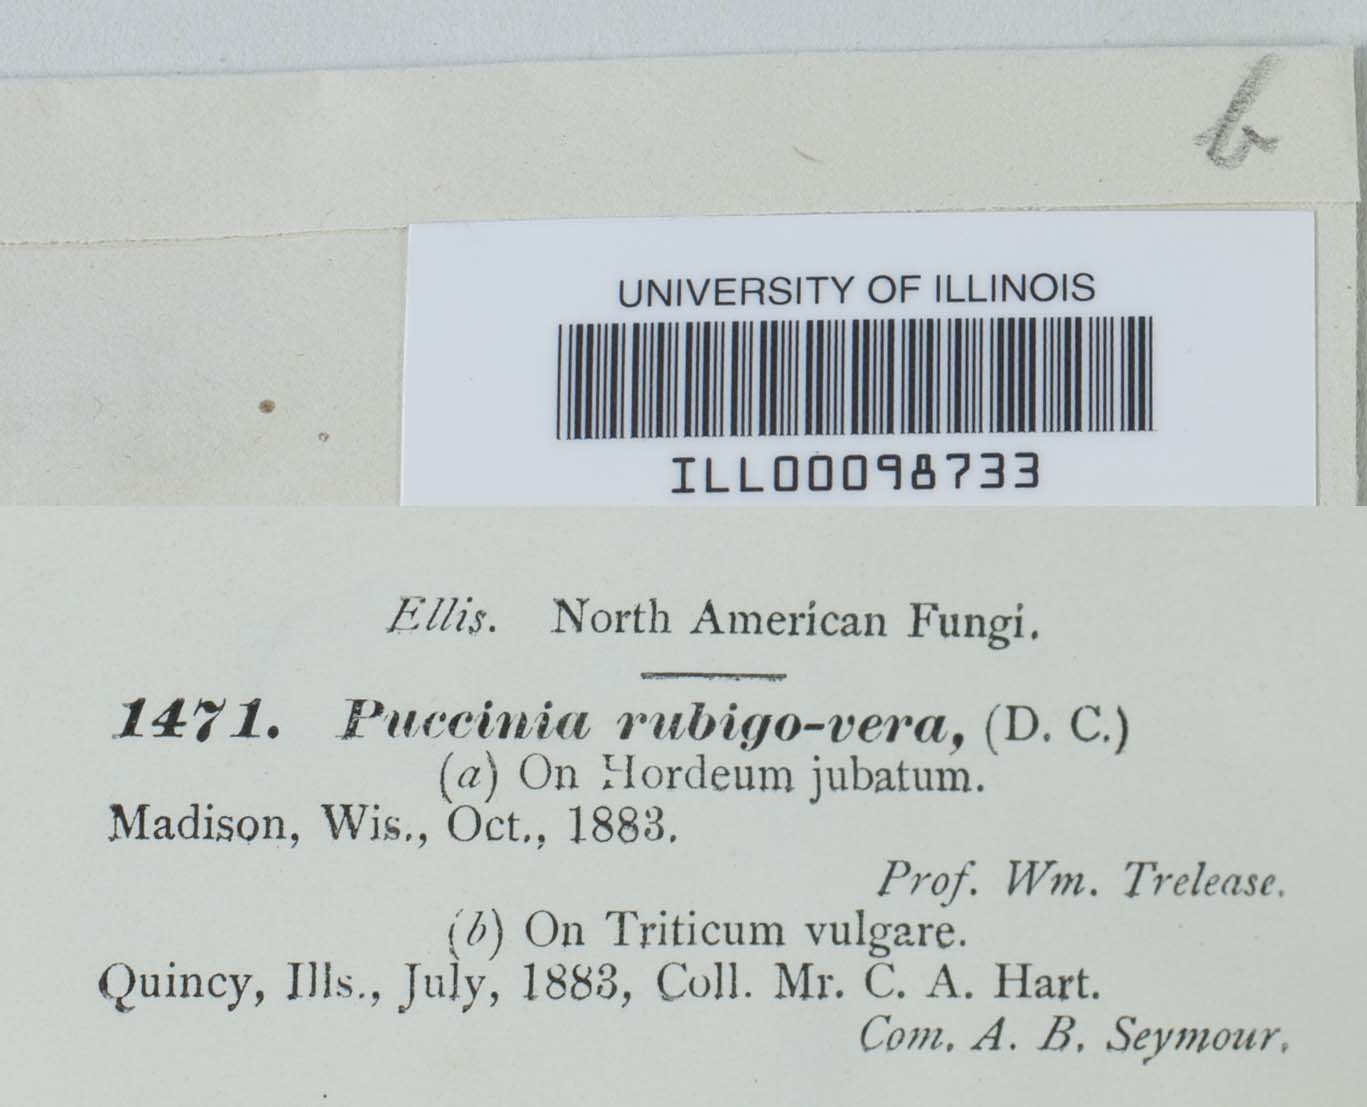 b
UNIVERSITY OF ILLINOIS
ILL00098733
Ellis. North American Fungi.
1471. Puccinia rubigo-vera, (D. C.)
(a) On Hordeum jubatum.
Madison, Wis., Oct., 1883.
Prof. Wm. Trelease.
(b) On Triticum vulgare.
Quincy, Ills., July, 1883, Coll. Mr. C. A. Hart.
Com. A. B. Seymour.